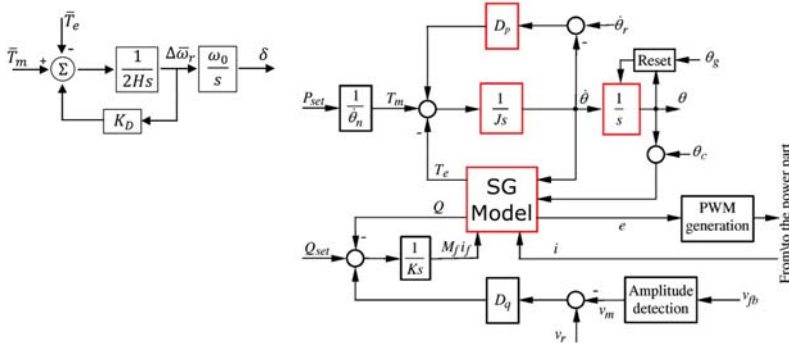 T̄e
T̄m
+
-
Σ
-
1
2Hs
Δω̄r
ω0
s
δ
KD
Dp
θ̇r
-
Reset
θg
Pset
1
θ̇n
Tm
-
1
Js
θ̇
1
s
θ
θc
Te
SG
Model
Q
e
PWM
generation
From\to the power part
Qset
-
1
Ks
Mf if
i
Dq
-
vm
Amplitude
detection
vfb
vr